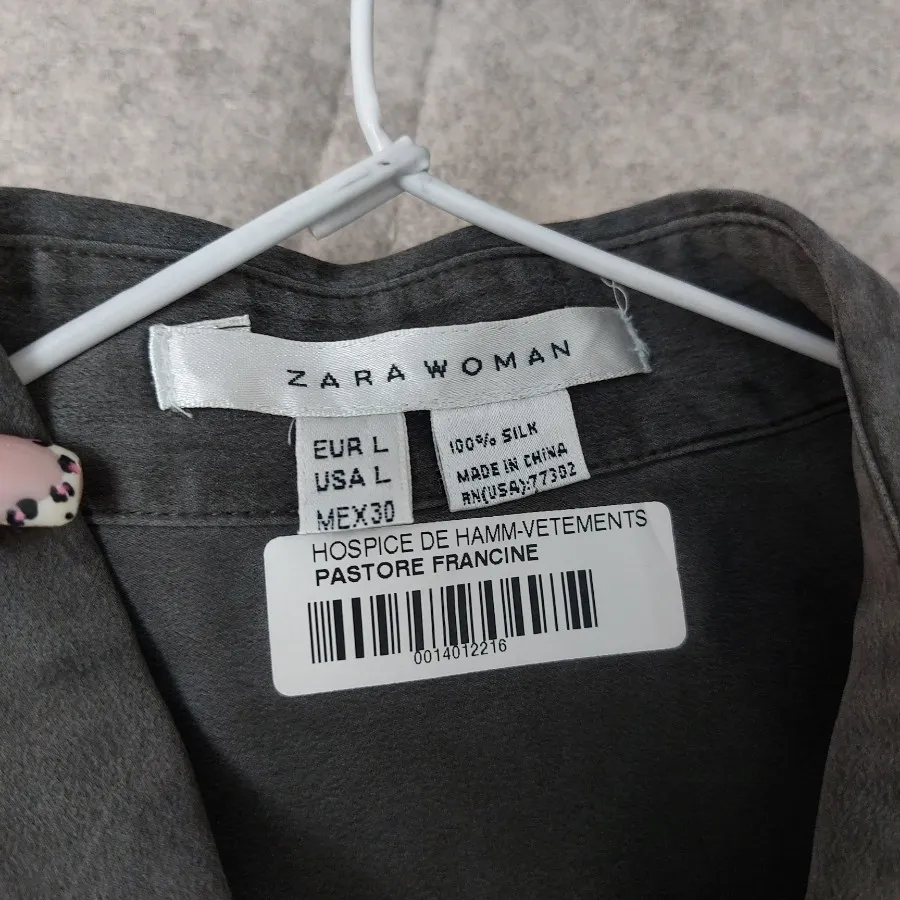 ZARA WOMAN
EUR L
USA L
MEX30
100% SILK
MADE IN CHINA
RN(USA):77302
HOSPICE DE HAMM-VETEMENTS
PASTORE FRANCINE
0014012216